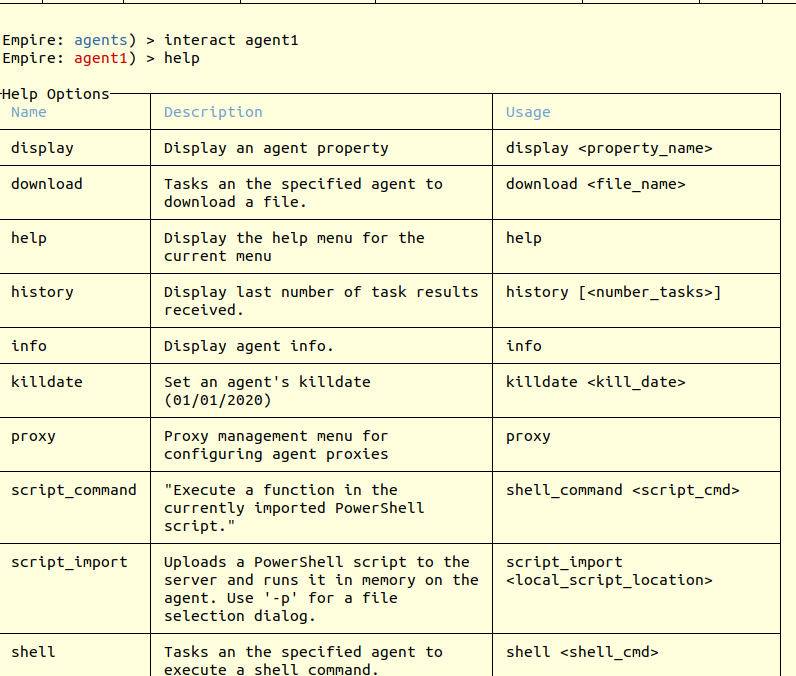 Empire: agents) > interact agent1
Empire: agent1) > help
Help Options
Name Description Usage
display Display an agent property display <property_name>
download Tasks an the specified agent to download <file_name>
download a file.
help Display the help menu for the help
current menu
history Display last number of task results history [<number_tasks>]
received.
info Display agent info. info
killdate Set an agent's killdate killdate <kill_date>
(01/01/2020)
proxy Proxy management menu for proxy
configuring agent proxies
script_command "Execute a function in the shell_command <script_cmd>
currently imported PowerShell
script."
script_import Uploads a PowerShell script to the script_import
server and runs it in memory on the <local_script_location>
agent. Use '-p' for a file
selection dialog.
shell Tasks an the specified agent to shell <shell_cmd>
execute a shell command.